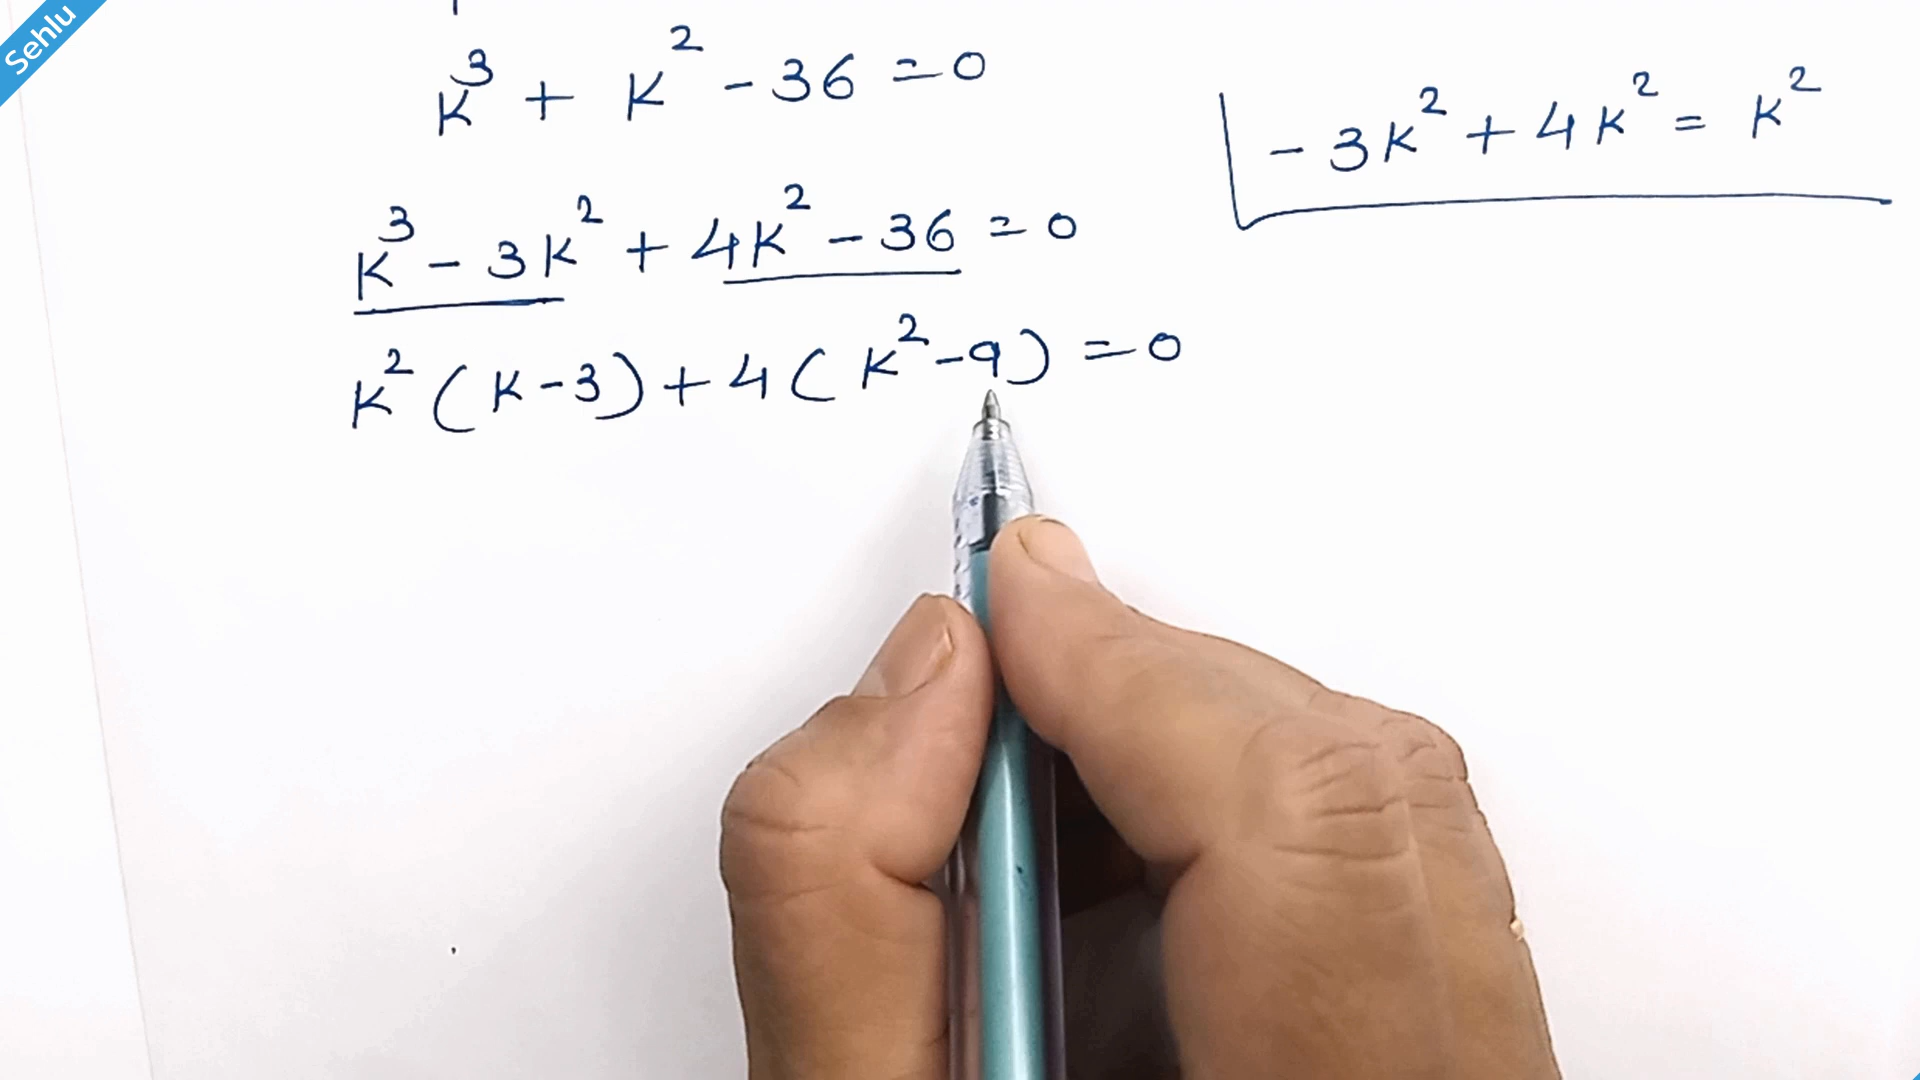 Sehlu
K³ + K² - 36 = 0
- 3K² + 4K² = K²
K³ - 3K² + 4K² - 36 = 0
K² (K - 3) + 4 (K² - 9) = 0